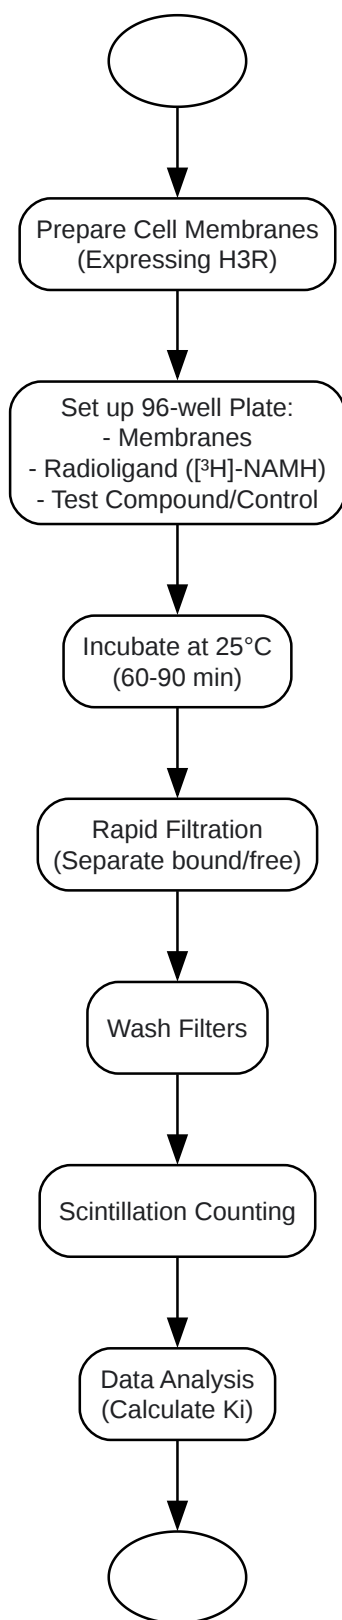 Prepare Cell Membranes
(Expressing H3R)
Set up 96-well Plate:
- Membranes
- Radioligand ([³H]-NAMH)
- Test Compound/Control
Incubate at 25°C
(60-90 min)
Rapid Filtration
(Separate bound/free)
Wash Filters
Scintillation Counting
Data Analysis
(Calculate Ki)